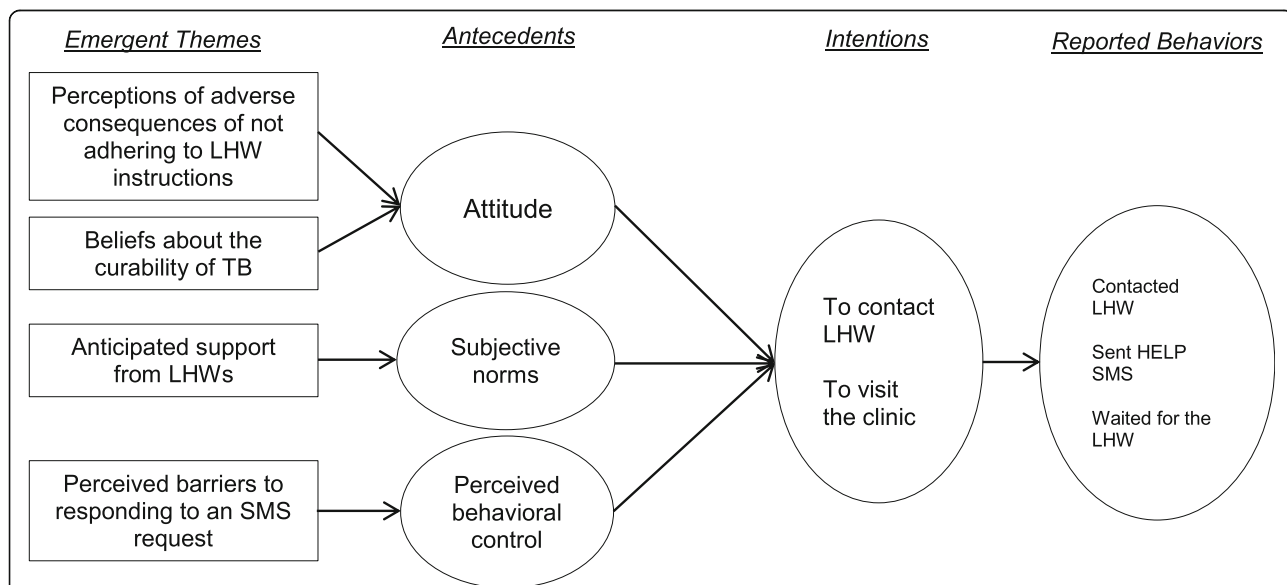 Emergent Themes
Antecedents
Intentions
Reported Behaviors
Perceptions of adverse
consequences of not
adhering to LHW
instructions
Beliefs about the
curability of TB
Anticipated support
from LHWs
Perceived barriers to
responding to an SMS
request
Attitude
Subjective
norms
Perceived
behavioral
control
To contact
LHW
To visit
the clinic
Contacted
LHW
Sent HELP
SMS
Waited for the
LHW